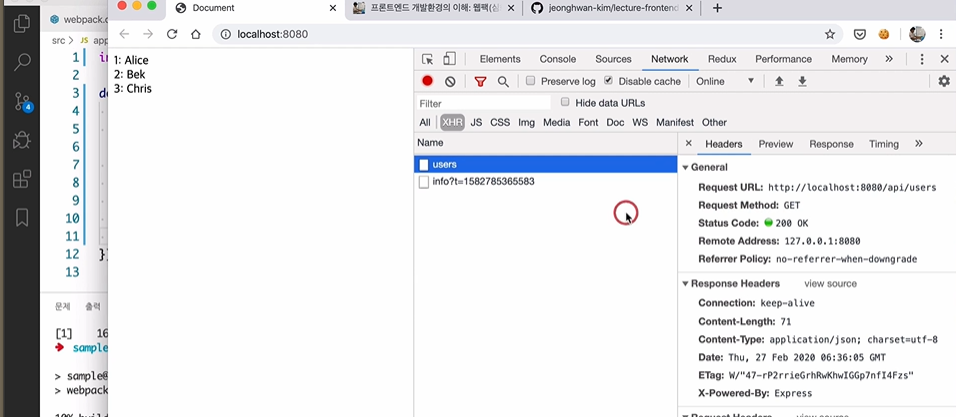 Document
프론트엔드 개발환경의 이해: 웹팩(심
jeonghwan-kim/lecture-frontend
webpack.c
localhost:8080
src > JS ap
1: Alice
2: Bek
3: Chris
1 in
2
3 de
4
5
6
7
8
9
10
11
12 })
13
4
문제 출력
[1] 16
sample
> sample@
> webpack
Elements Console Sources Network Redux Performance Memory »
Preserve log Disable cache Online
Filter Hide data URLs
All XHR JS CSS Img Media Font Doc WS Manifest Other
Name
users
info?t=1582785365583
Headers Preview Response Timing »
General
Request URL: http://localhost:8080/api/users
Request Method: GET
Status Code: 200 OK
Remote Address: 127.0.0.1:8080
Referrer Policy: no-referrer-when-downgrade
Response Headers view source
Connection: keep-alive
Content-Length: 71
Content-Type: application/json; charset=utf-8
Date: Thu, 27 Feb 2020 06:36:05 GMT
ETag: W/"47-rP2rrieGrhRwKhwIGGp7nfI4Fzs"
X-Powered-By: Express